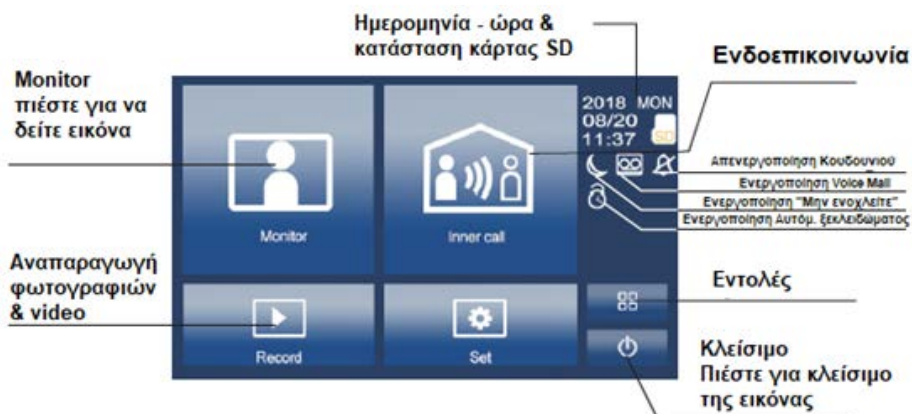 Ημερομηνία - ώρα &
κατάσταση κάρτας SD
Ενδοεπικοινωνία
Monitor
πιέστε για να
δείτε εικόνα
2018 MON
08/20
11:37
SD
Απενεργοποίηση Κουδουνιού
Ενεργοποίηση Voice Mail
Ενεργοποίηση "Μην ενοχλείτε"
Ενεργοποίηση Αυτόμ. ξεκλειδώματος
Monitor
Inner call
Αναπαραγωγή
φωτογραφιών
& video
Εντολές
Record
Set
Κλείσιμο
Πιέστε για κλείσιμο
της εικόνας